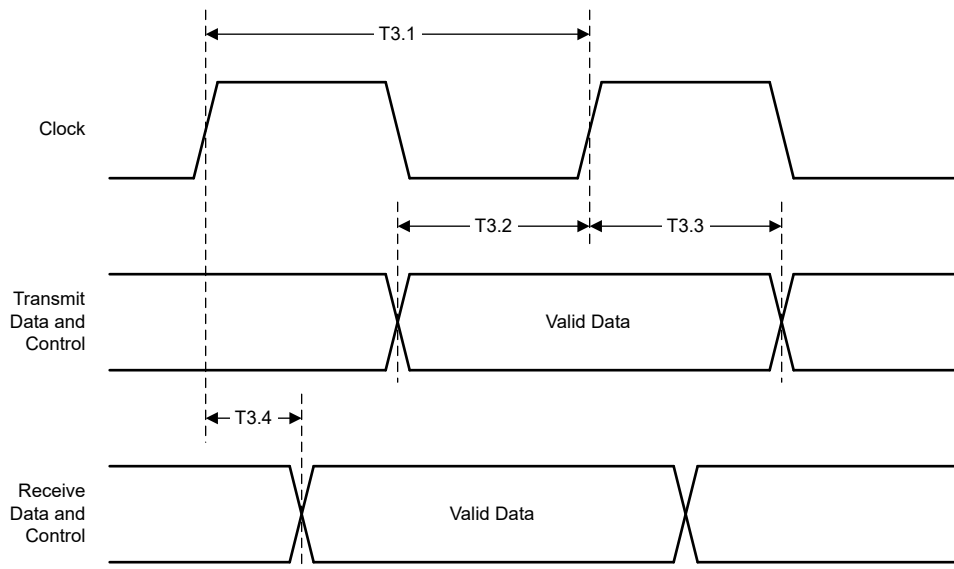 T3.1
Clock
T3.2
T3.3
Transmit
Data and
Control
Valid Data
T3.4
Receive
Data and
Control
Valid Data